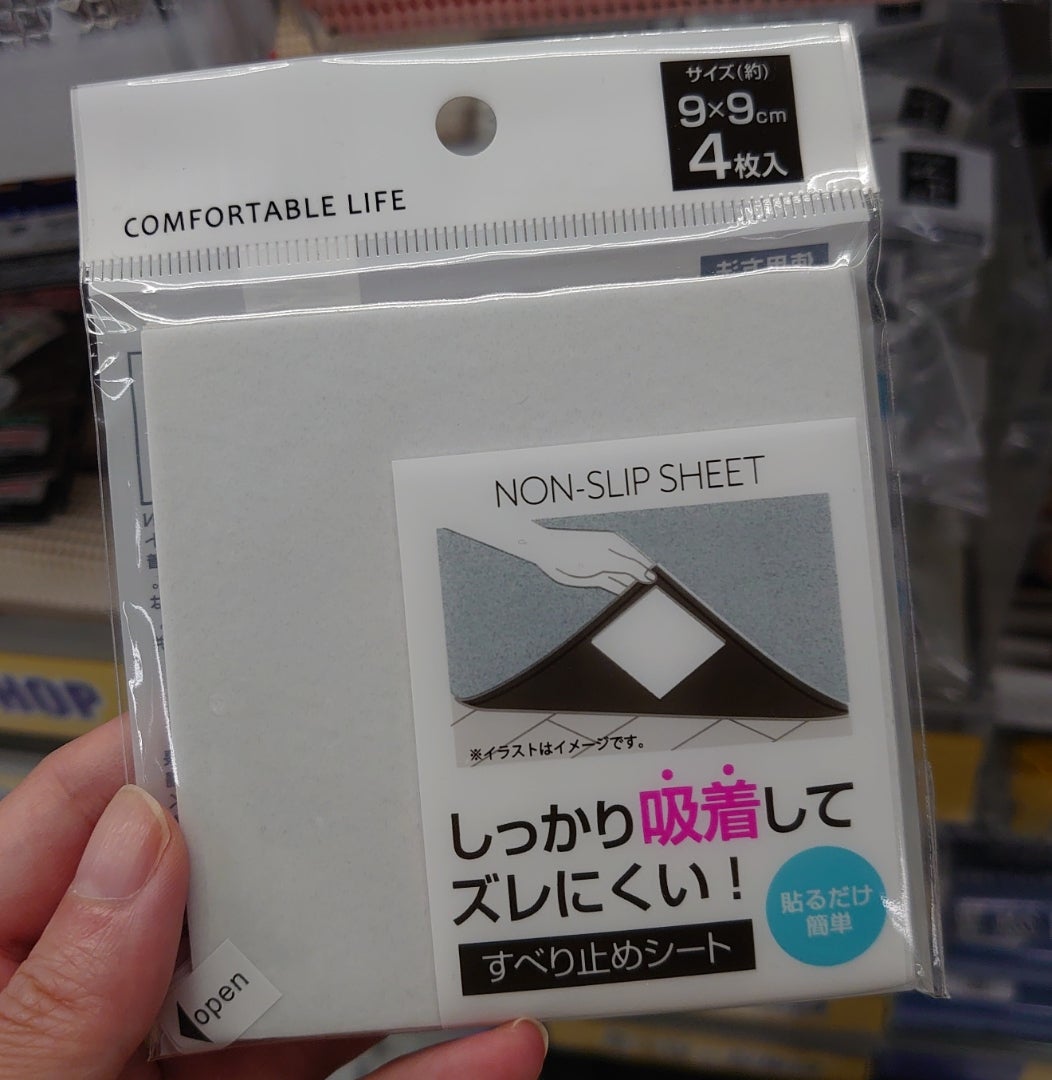 サイズ(約)
9×9cm
4枚入
COMFORTABLE LIFE
NON-SLIP SHEET
※イラストはイメージです。
しっかり吸着して
ズレにくい!
貼るだけ
簡単
すべり止めシート
open
HOP